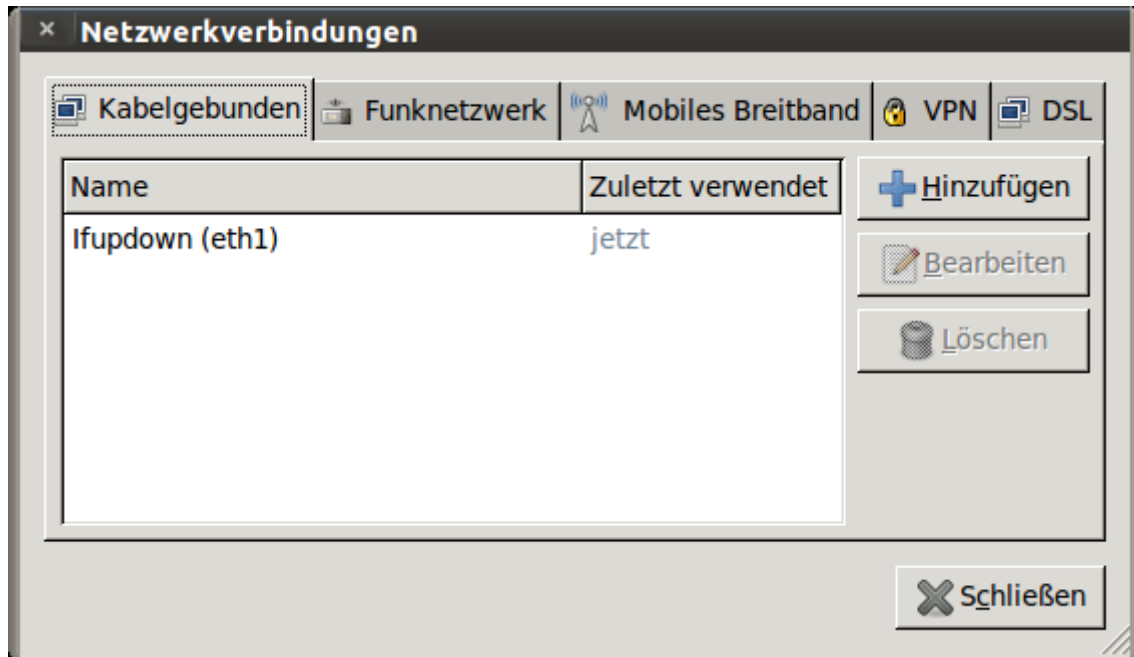 Netzwerkverbindungen
Kabelgebunden Funknetzwerk Mobiles Breitband VPN DSL
Name Zuletzt verwendet Hinzufügen
Ifupdown (eth1) jetzt
Bearbeiten
Löschen
Schließen